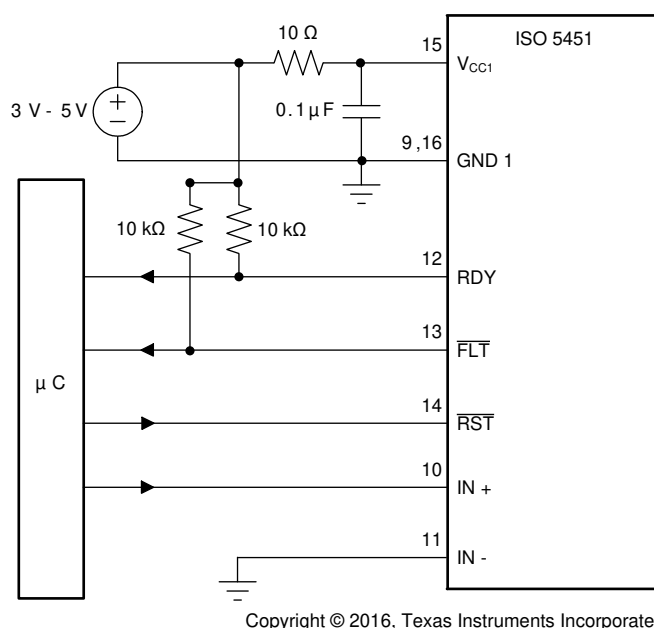 10 Ω
15
ISO 5451
VCC1
3 V - 5 V
+
–
0.1 µF
9 ,16
GND 1
10 kΩ
10 kΩ
12
RDY
13
FLT
µ C
14
RST
10
IN +
11
IN -
Copyright © 2016, Texas Instruments Incorporate